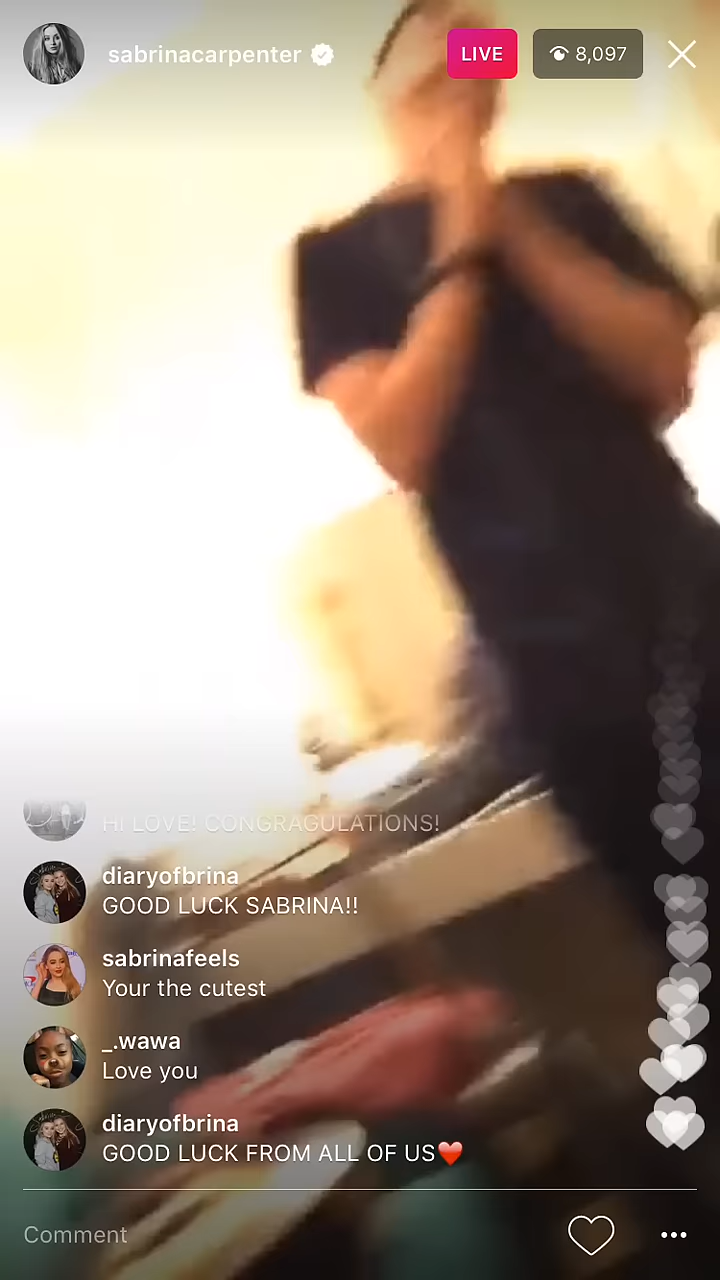 sabrinacarpenter
LIVE
8,097
HI LOVE! CONGRAGULATIONS!
diaryofbrina
GOOD LUCK SABRINA!!
sabrinafeels
Your the cutest
_.wawa
Love you
diaryofbrina
GOOD LUCK FROM ALL OF US❤️
Comment